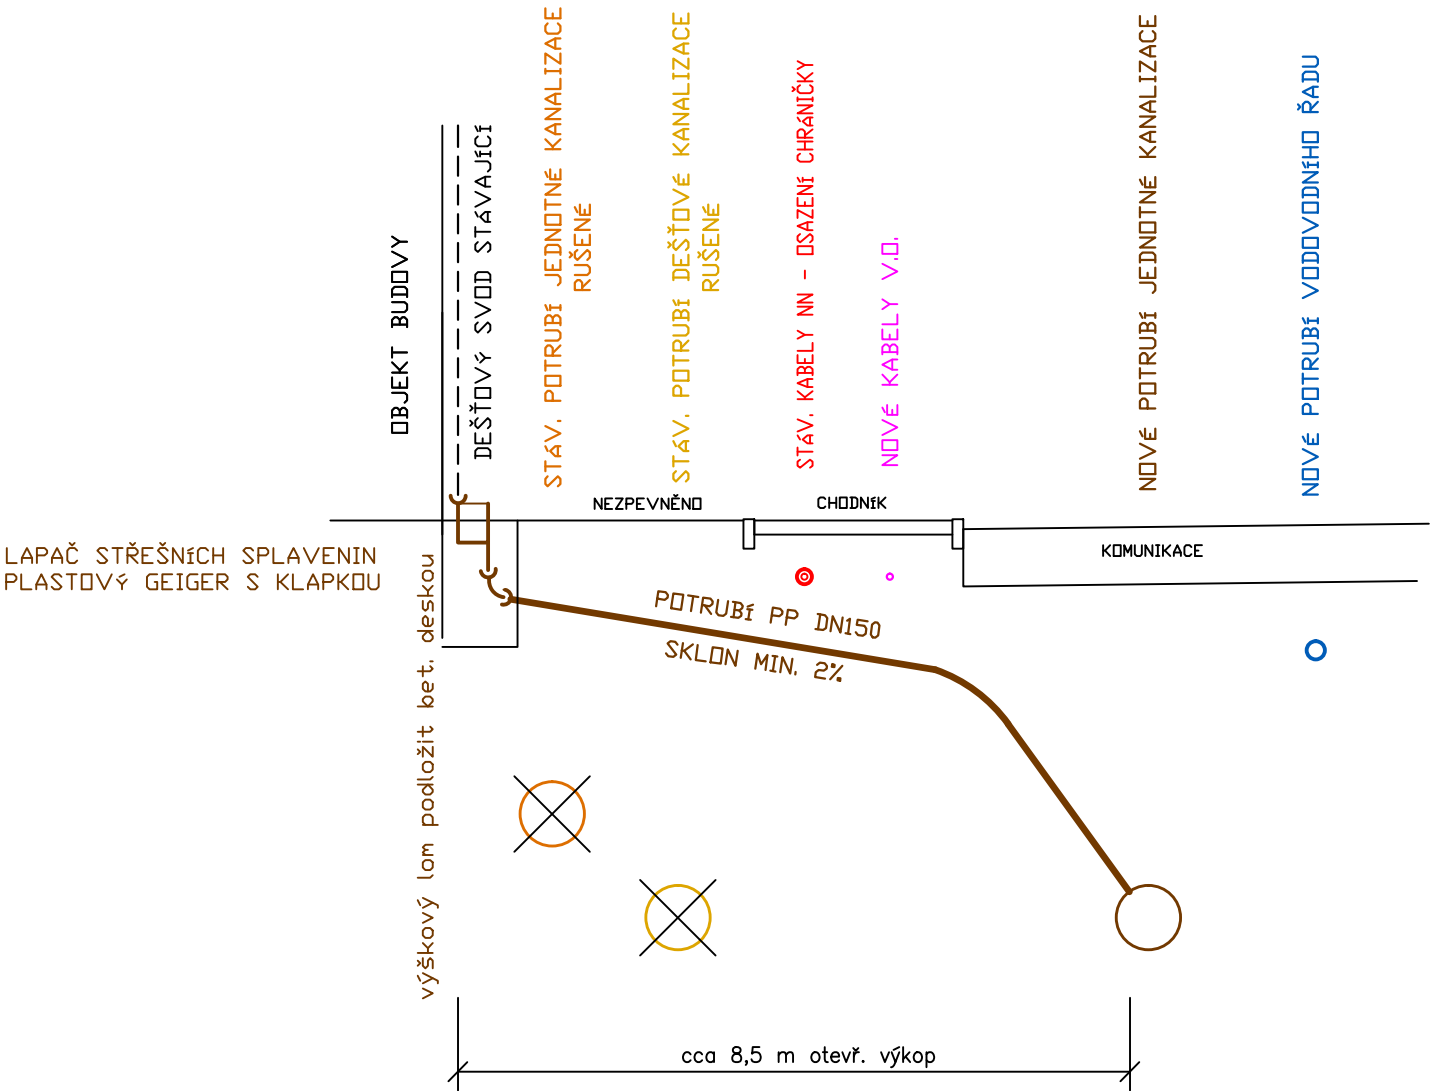 OBJEKT BUDOVY
DEŠŤOVÝ SVOD STÁVAJÍCÍ
STÁV. POTRUBÍ JEDNOTNÉ KANALIZACE
RUŠENÉ
STÁV. POTRUBÍ DEŠŤOVÉ KANALIZACE
RUŠENÉ
STÁV. KABELY NN - OSAZENÍ CHRÁNIČKY
NOVÉ KABELY V.O.
NOVÉ POTRUBÍ JEDNOTNÉ KANALIZACE
NOVÉ POTRUBÍ VODOVODNÍHO ŘADU
NEZPEVNĚNO
CHODNÍK
KOMUNIKACE
LAPAČ STŘEŠNÍCH SPLAVENIN
PLASTOVÝ GEIGER S KLAPKOU
výškový lom podložit bet. deskou
POTRUBÍ PP DN150
SKLON MIN. 2%
cca 8,5 m otevř. výkop